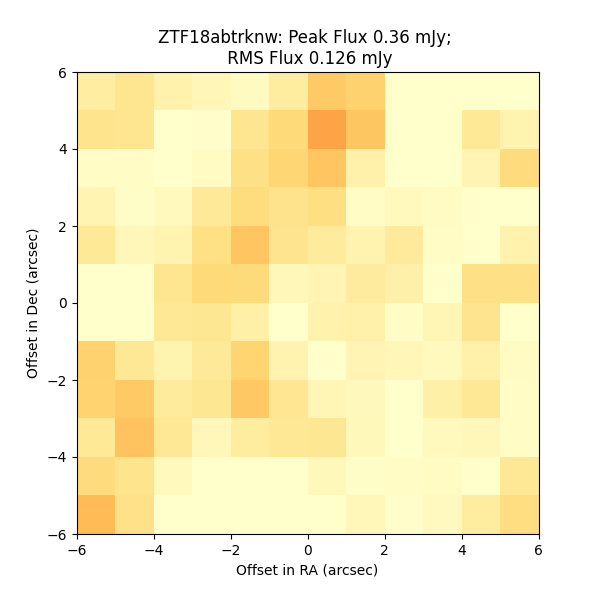 ZTF18abtrknw: Peak Flux 0.36 mJy;
RMS Flux 0.126 mJy
6
4
2
0
−2
−4
−6
Offset in Dec (arcsec)
−6 −4 −2 0 2 4 6
Offset in RA (arcsec)